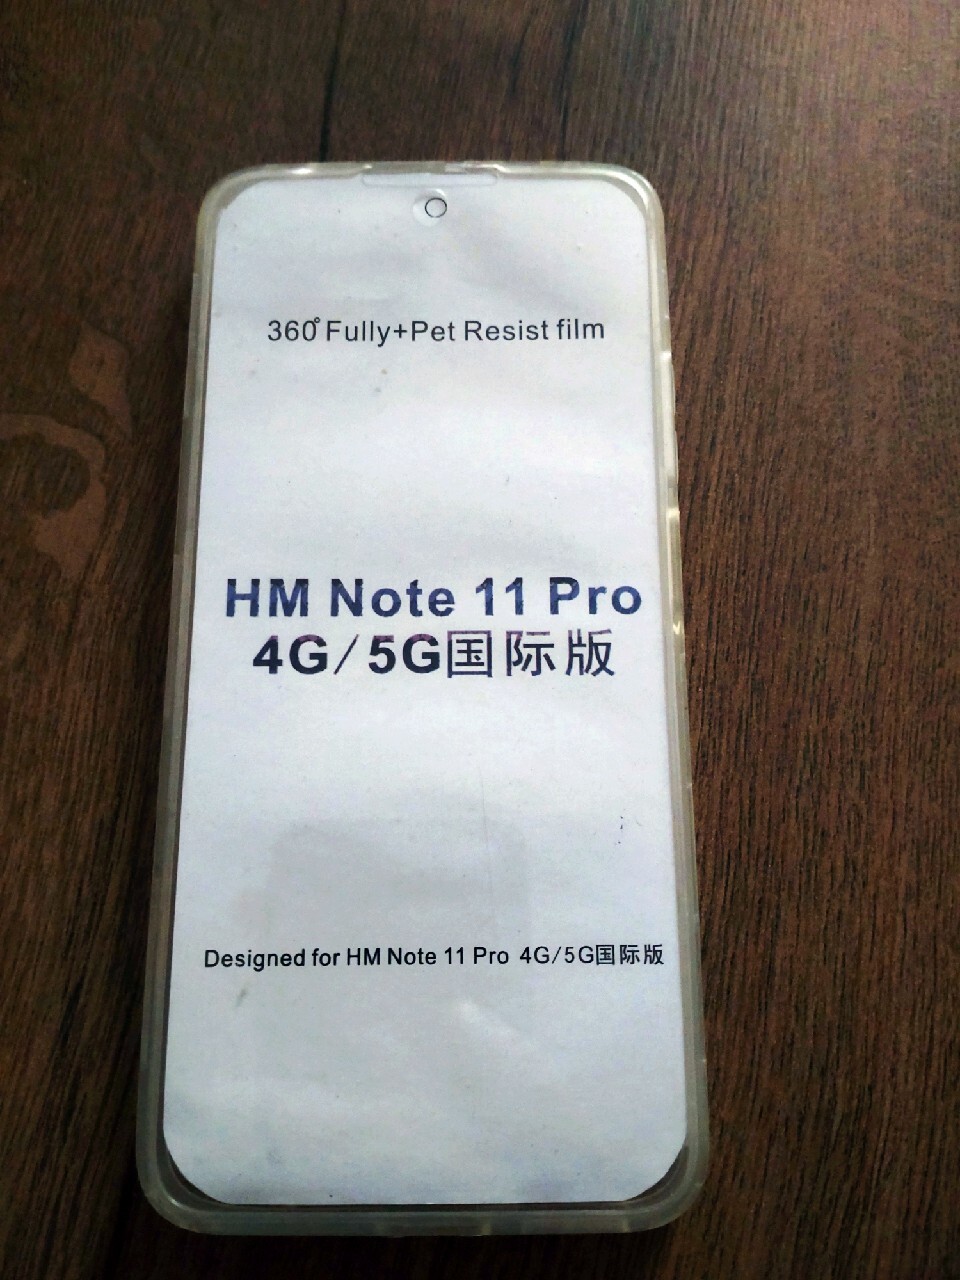 360° Fully+Pet Resist film
HM Note 11 Pro
4G/5G国际版
Designed for HM Note 11 Pro 4G/5G国际版